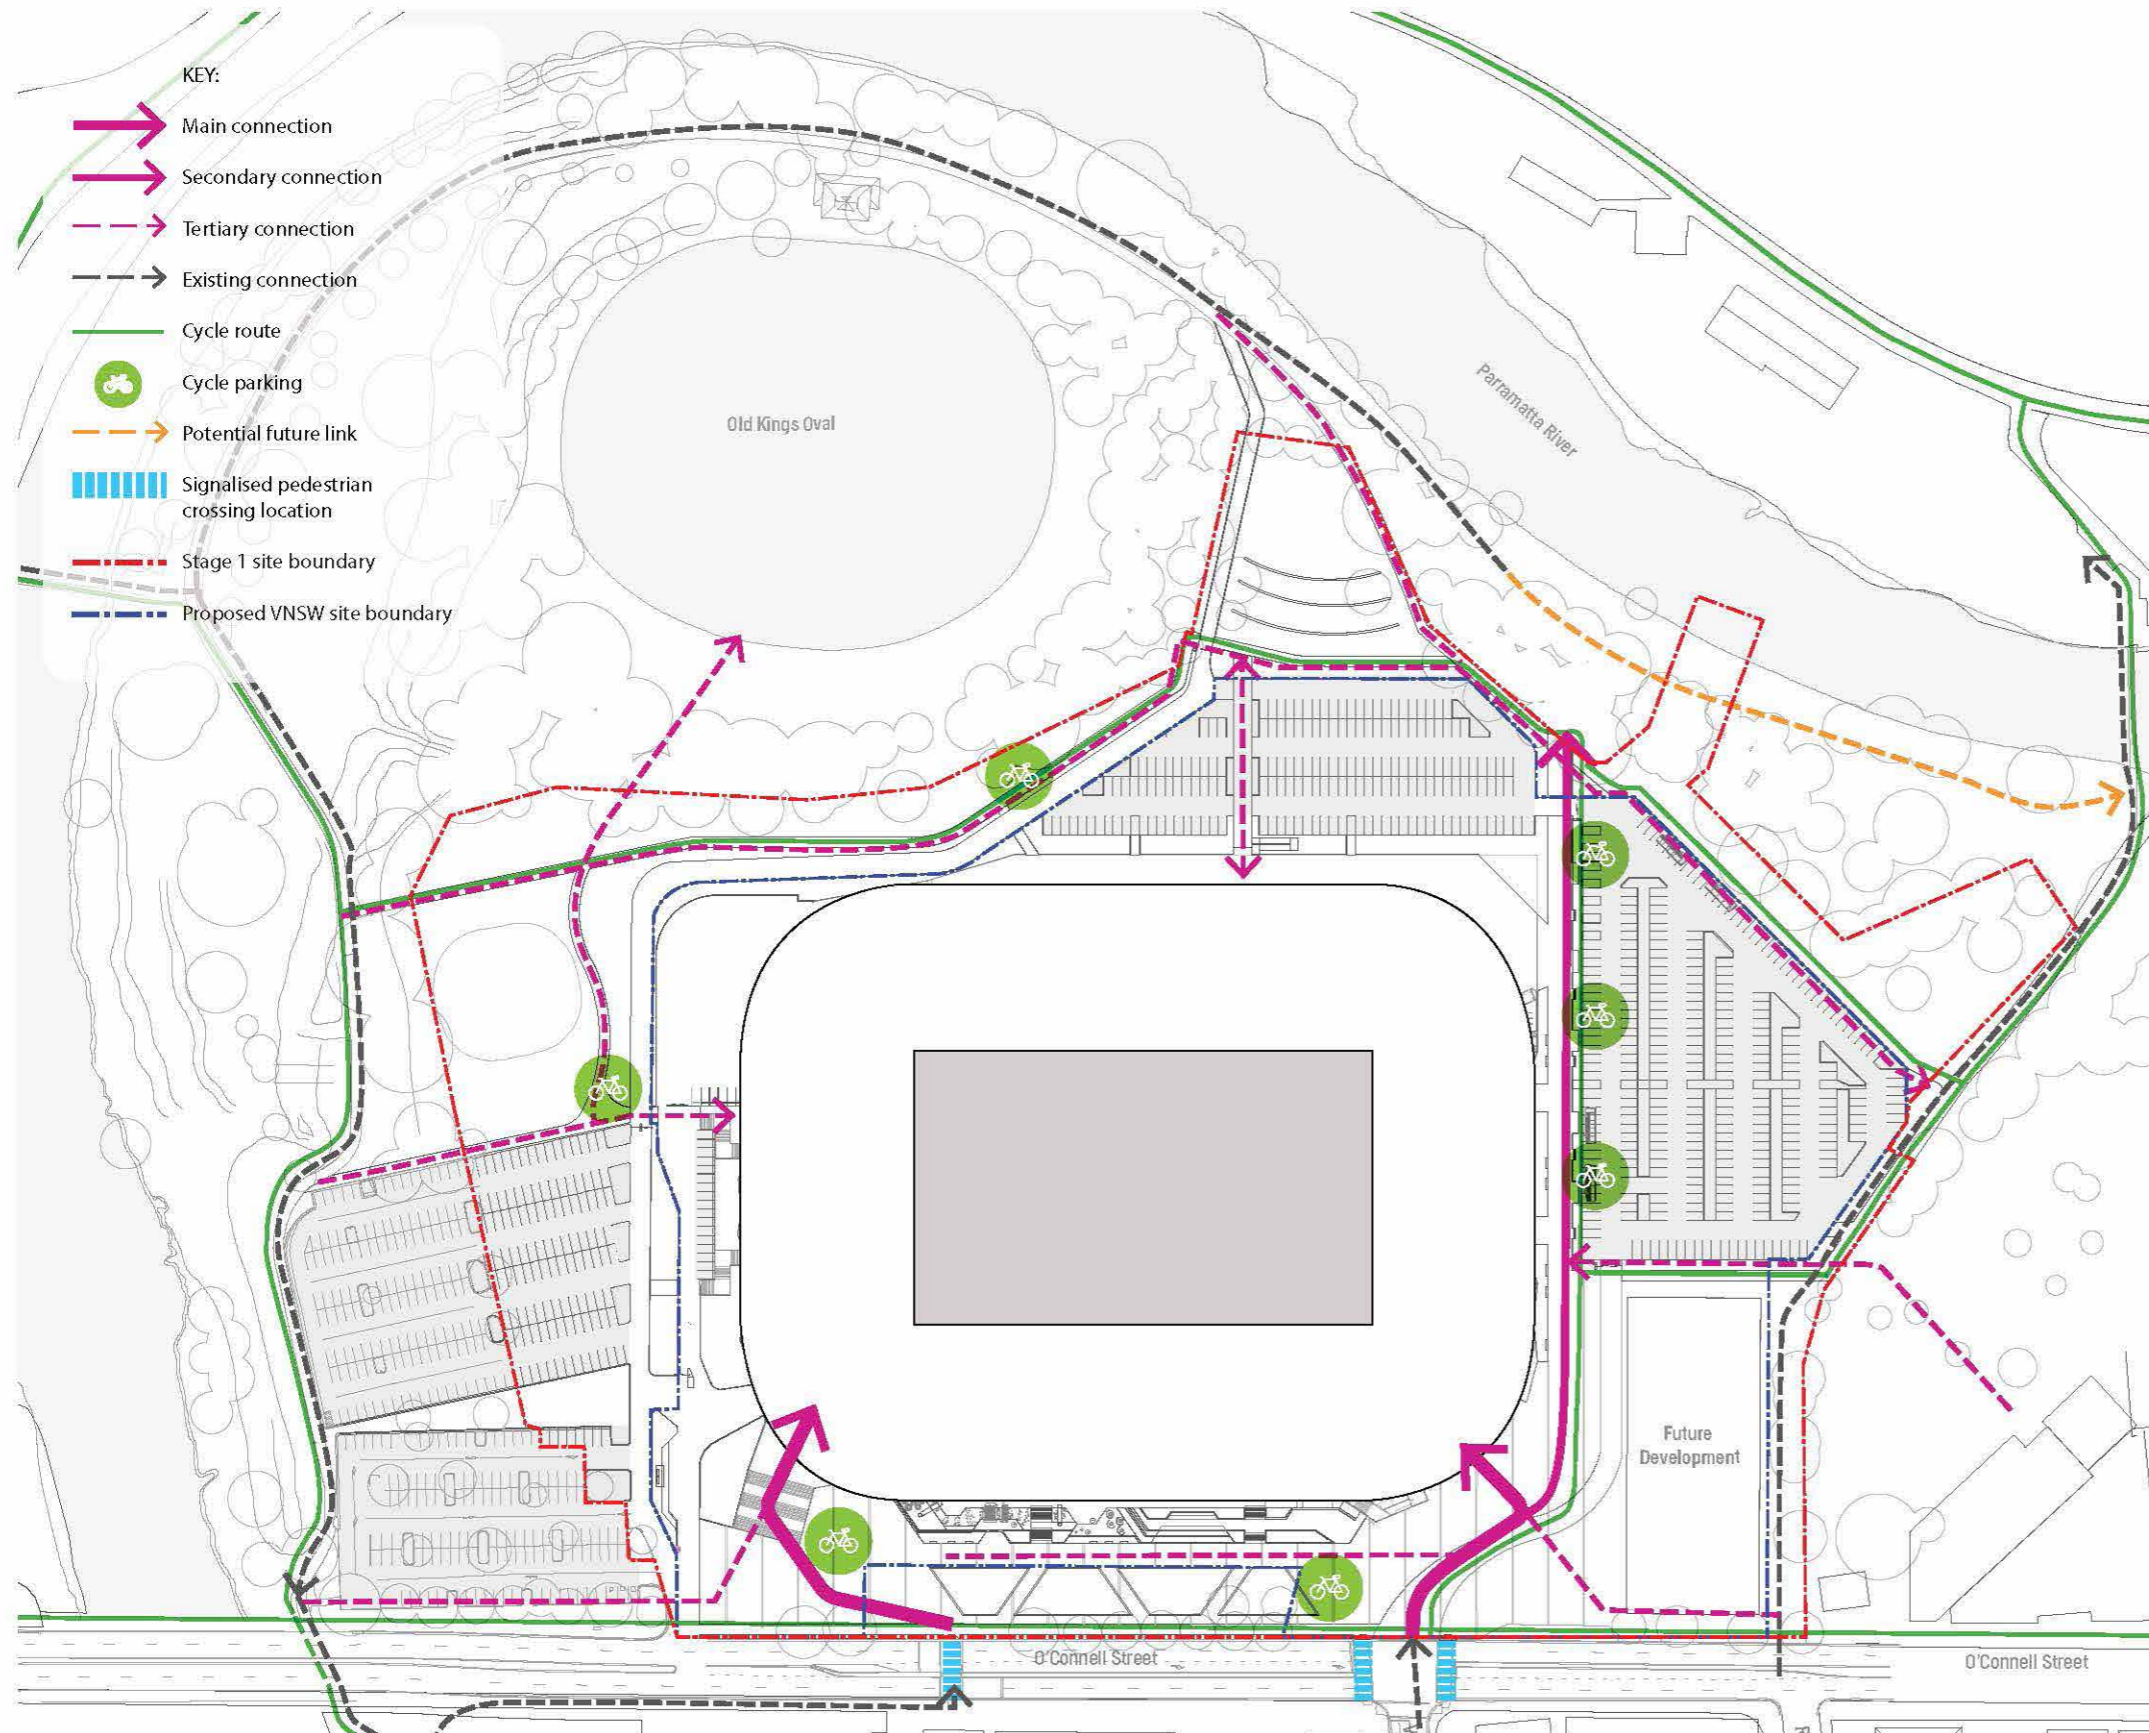 KEY:
Main connection
Secondary connection
Tertiary connection
Existing connection
Cycle route
Cycle parking
Potential future link
Signalised pedestrian
crossing location
Stage 1 site boundary
Proposed VNSW site boundary
Old Kings Oval
Parramatta River
Future
Development
O'Connell Street
O'Connell Street